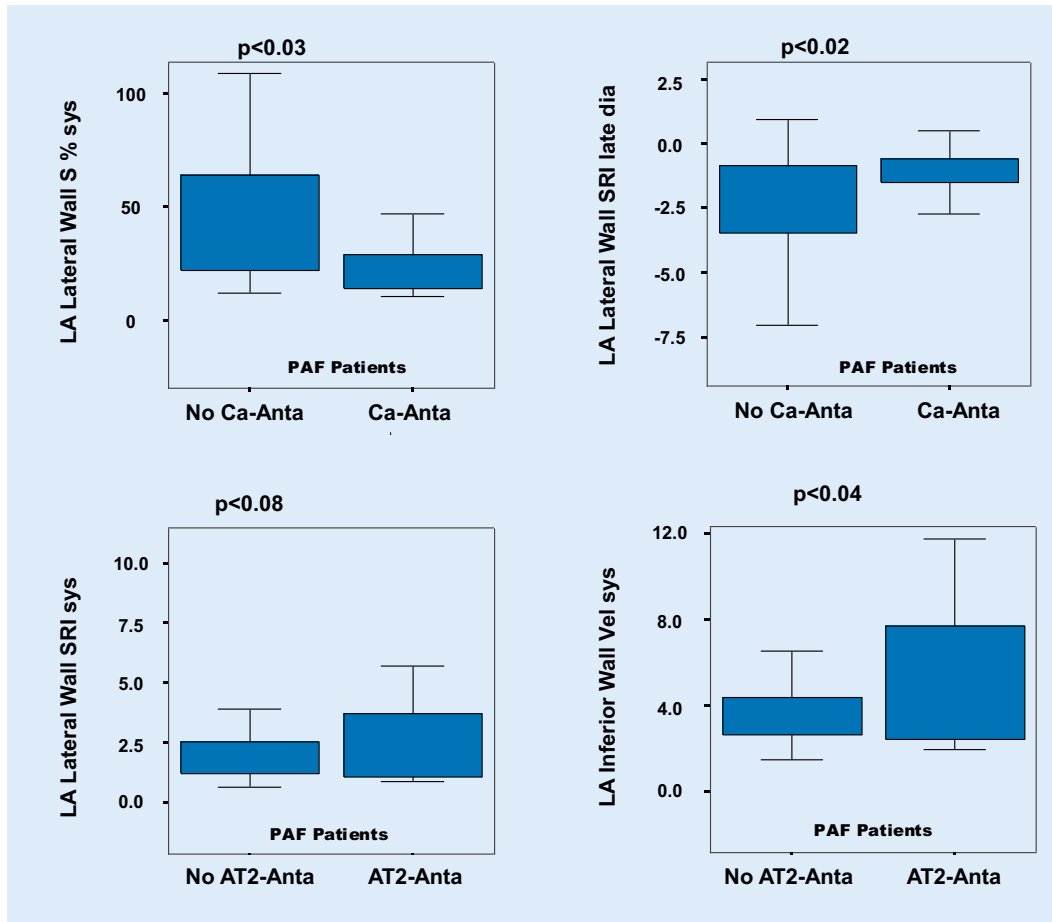 p<0.03
LA Lateral Wall S % sys
100
50
0
PAF Patients
No Ca-Anta
Ca-Anta
p<0.02
LA Lateral Wall SRI late dia
2.5
0.0
-2.5
-5.0
-7.5
No Ca-Anta
Ca-Anta
p<0.08
LA Lateral Wall SRI sys
10.0
7.5
5.0
2.5
0.0
PAF Patients
No AT2-Anta
AT2-Anta
p<0.04
LA Inferior Wall Vel sys
12.0
8.0
4.0
0.0
PAF Patients
No AT2-Anta
AT2-Anta